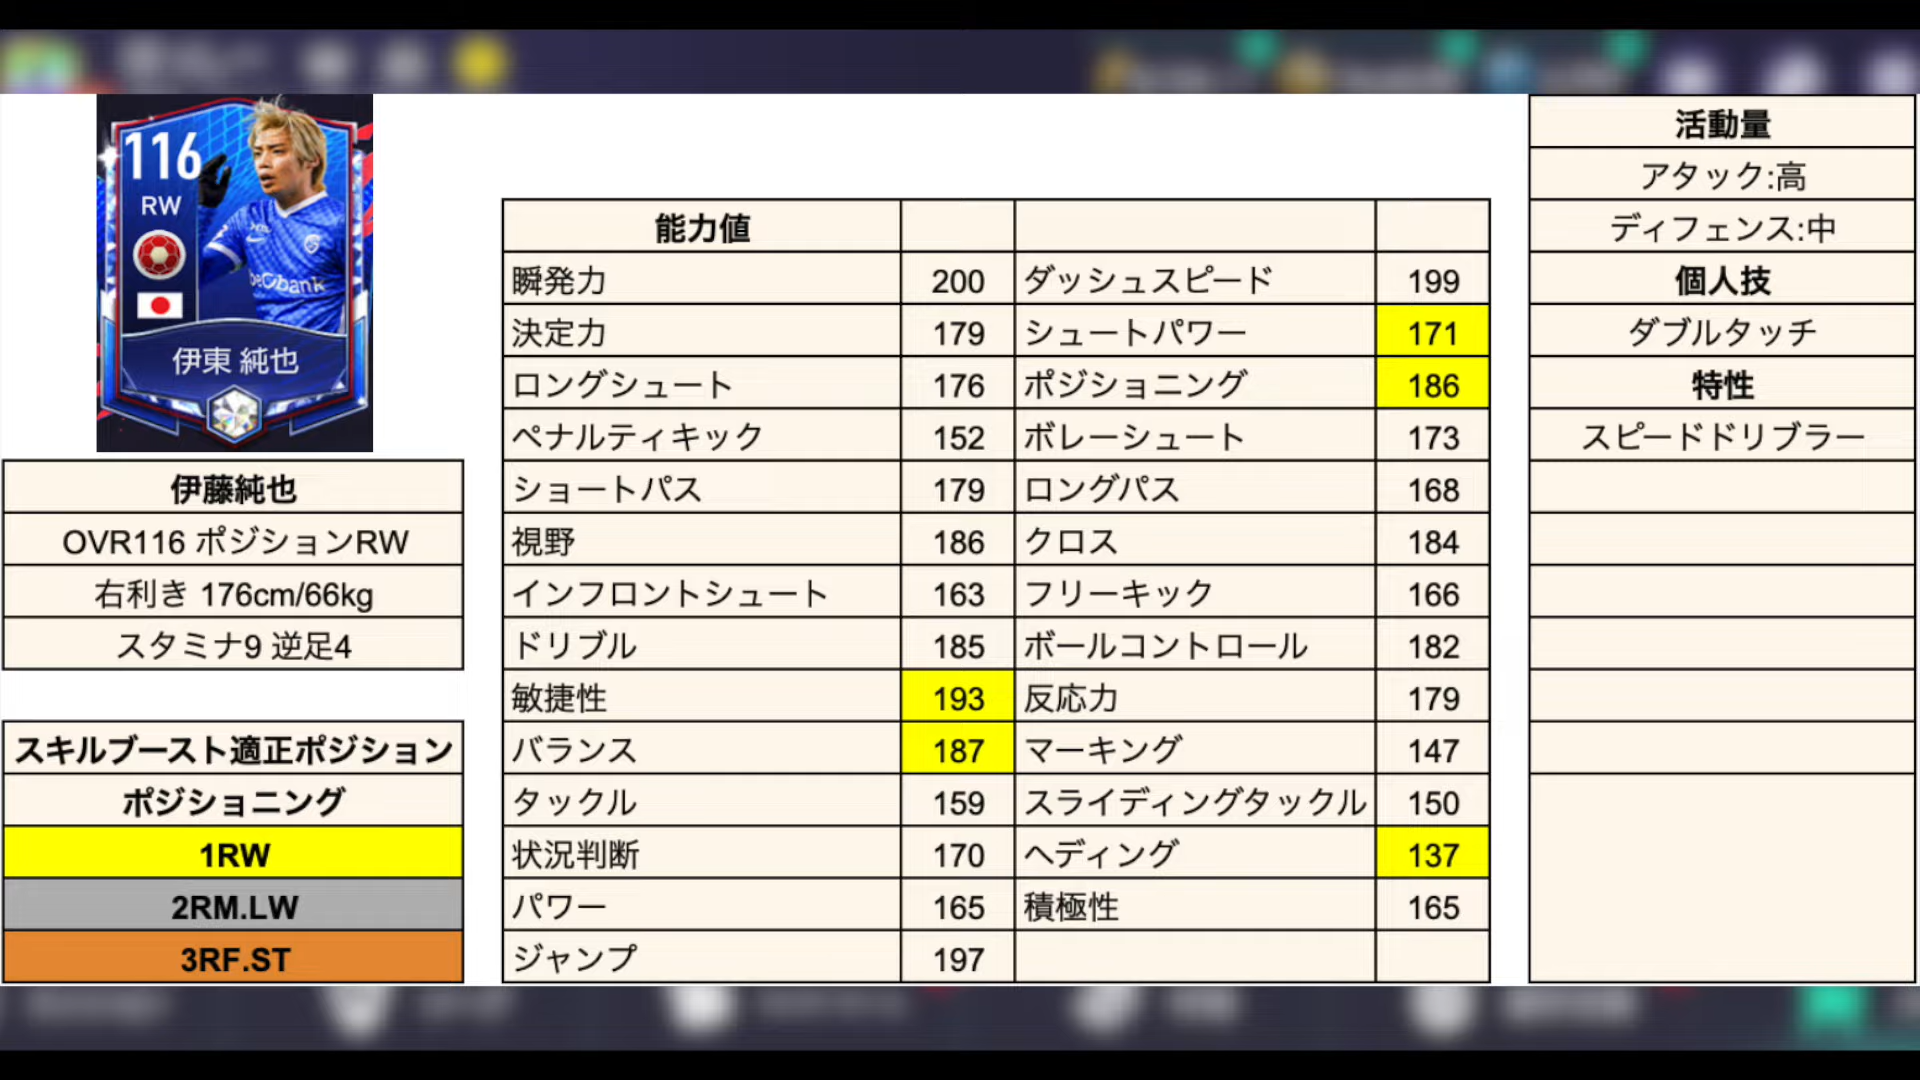 116
RW
beGbank
伊東 純也
伊藤純也
OVR116 ポジションRW
右利き 176cm/66kg
スタミナ9 逆足4
スキルブースト適正ポジション
ポジショニング
1RW
2RM.LW
3RF.ST
能力値
瞬発力 200 ダッシュスピード 199
決定力 179 シュートパワー 171
ロングシュート 176 ポジショニング 186
ペナルティキック 152 ボレーシュート 173
ショートパス 179 ロングパス 168
視野 186 クロス 184
インフロントシュート 163 フリーキック 166
ドリブル 185 ボールコントロール 182
敏捷性 193 反応力 179
バランス 187 マーキング 147
タックル 159 スライディングタックル 150
状況判断 170 ヘディング 137
パワー 165 積極性 165
ジャンプ 197
活動量
アタック:高
ディフェンス:中
個人技
ダブルタッチ
特性
スピードドリブラー